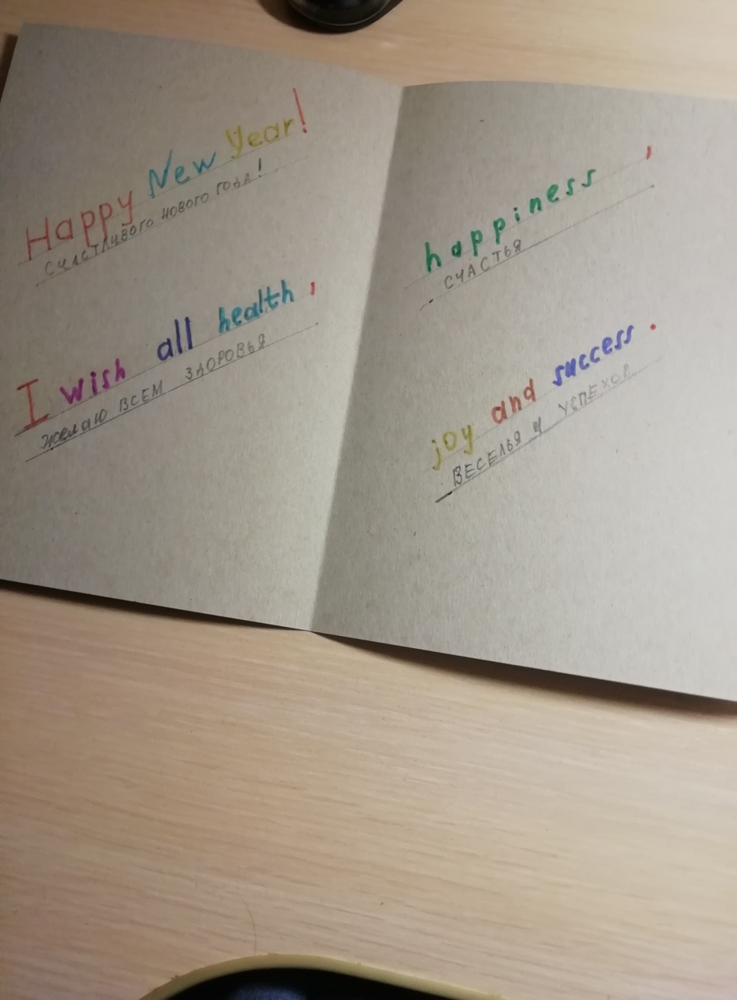 Happy New Year!
СЧАСТЛИВОГО НОВОГО ГОДА!
I wish all health,
желаю ВСЕМ ЗДОРОВЬЯ
happiness,
СЧАСТЬЯ
joy and success.
ВЕСЕЛЬЯ И УСПЕХОВ